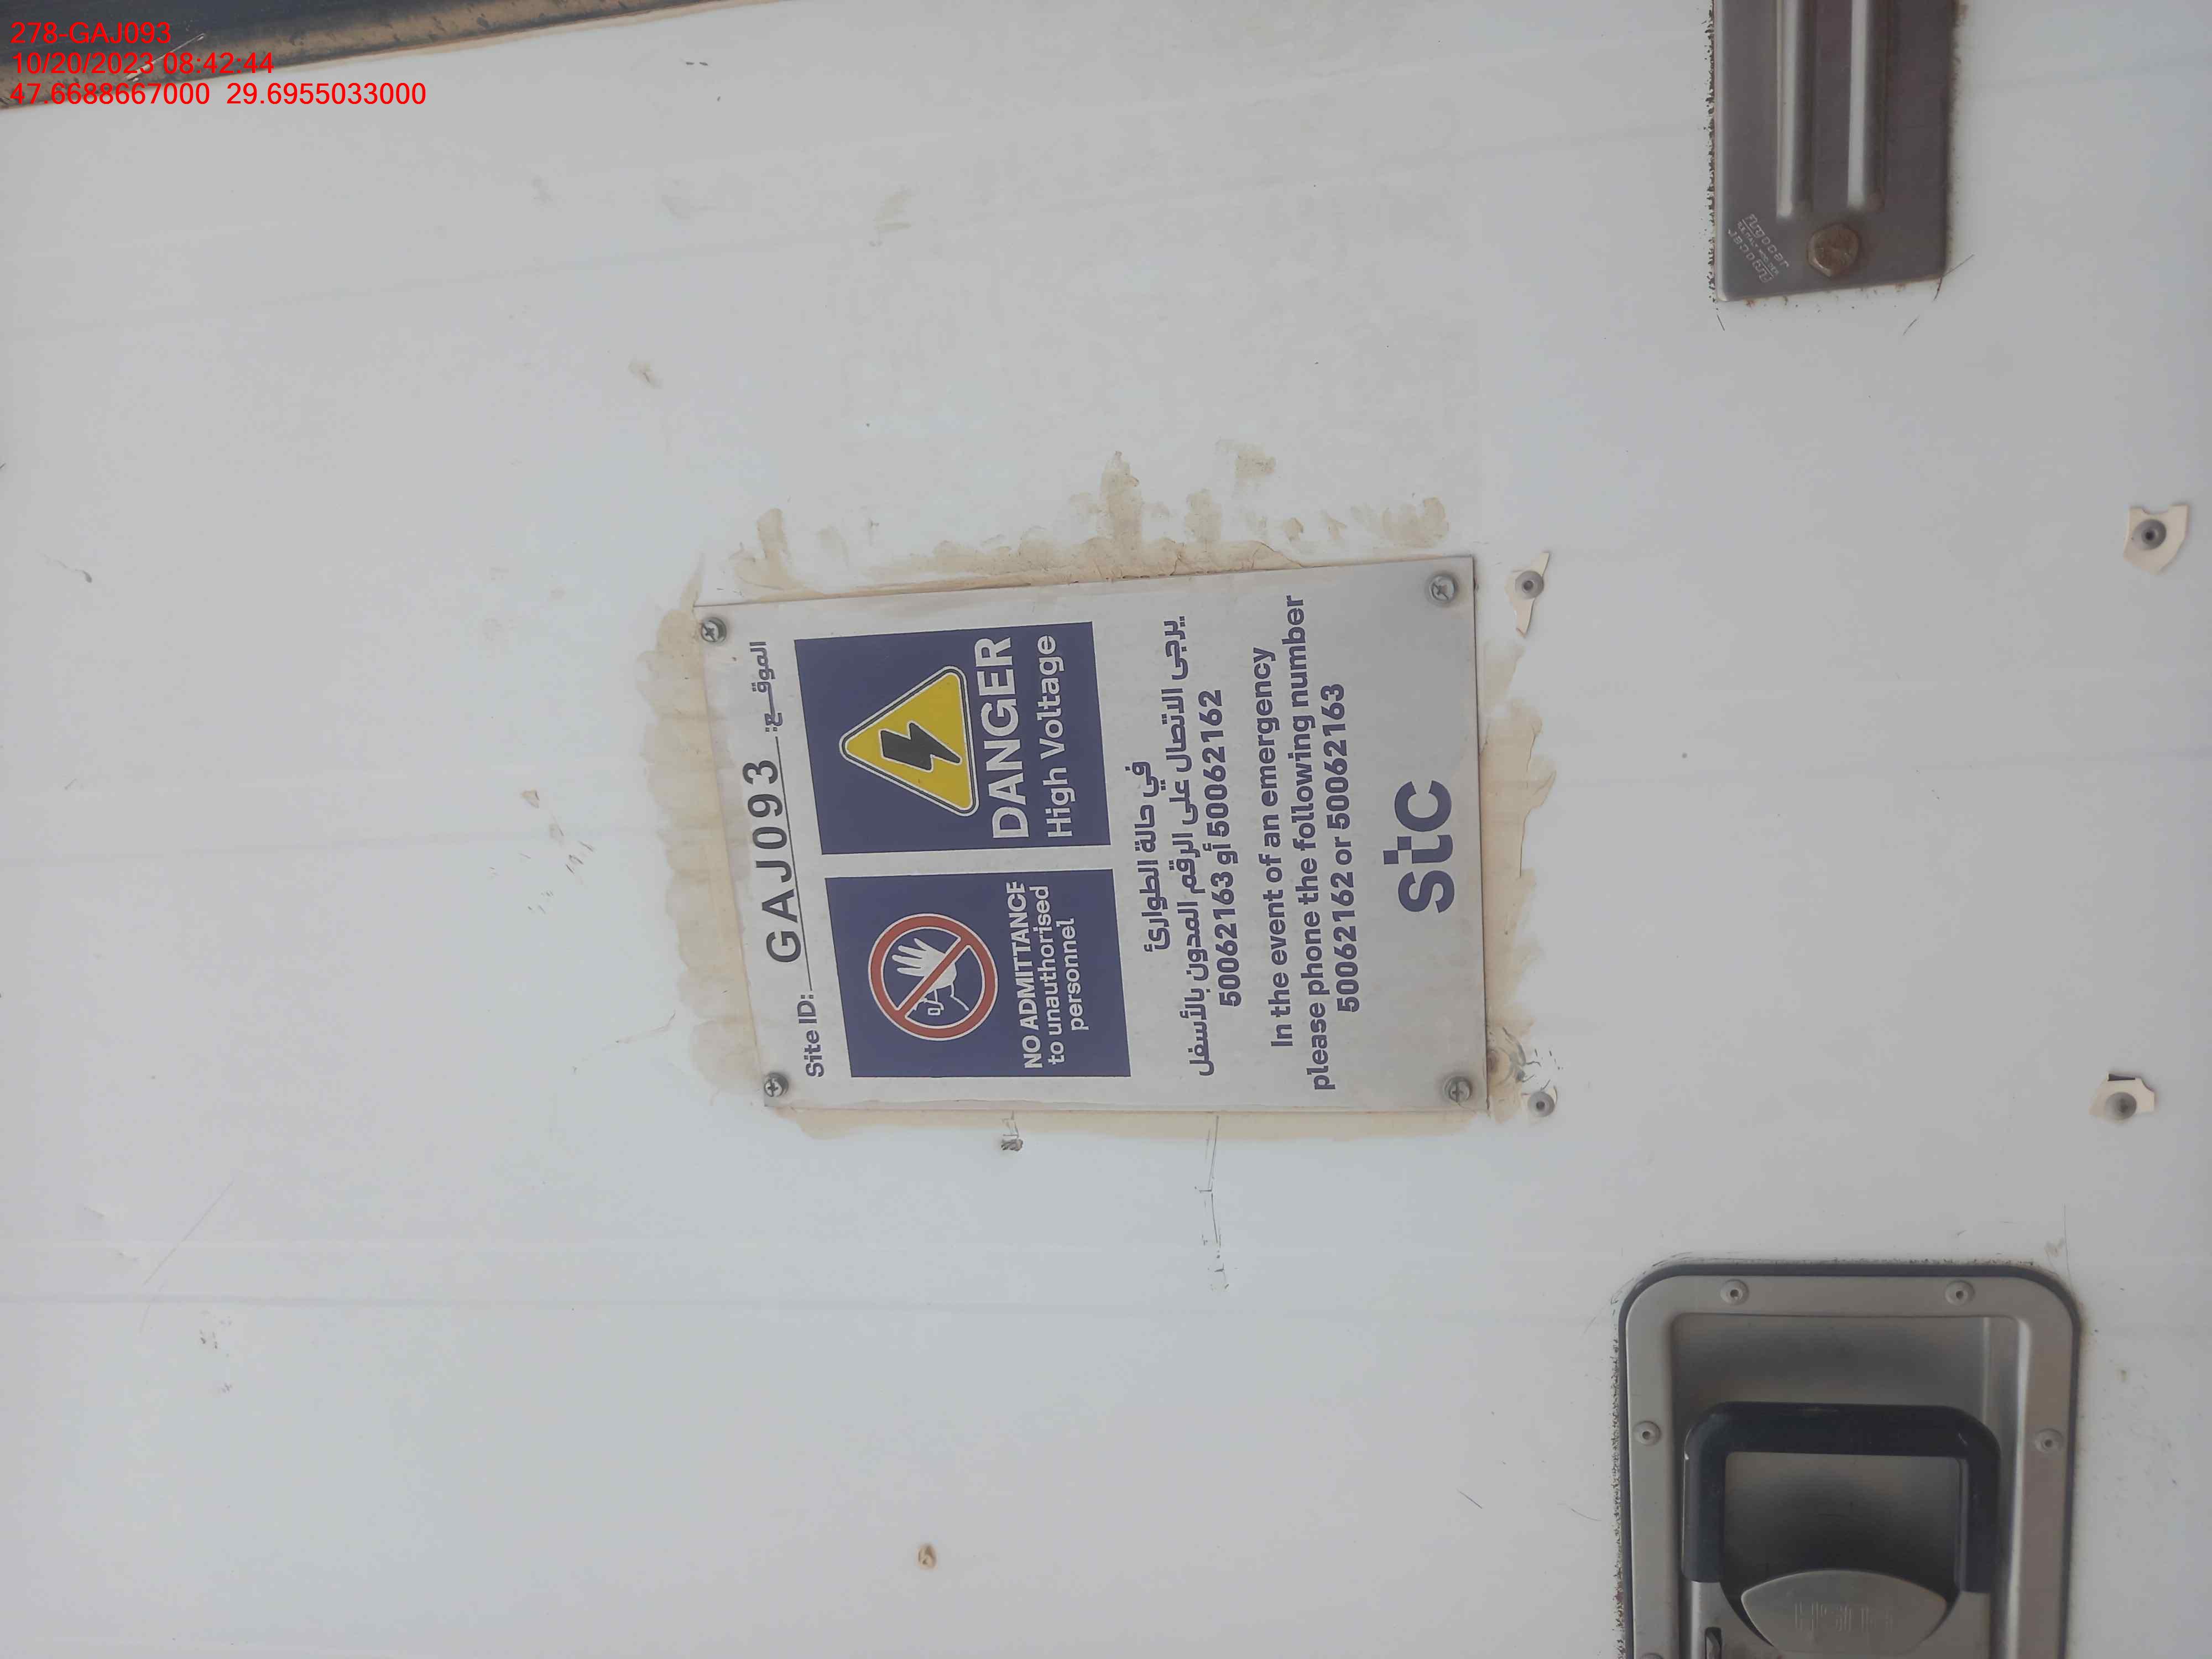 278-GAJ093
10/20/2023 08:42:44
47.6688667000 29.6955033000
Site ID: GAJ093 الموقـــع:
NO ADMITTANCE
to unauthorised
personnel
DANGER
High Voltage
في حالة الطوارئ
يرجى الاتصال على الرقم المدون بالأسفل
50062163 أو 50062162
In the event of an emergency
please phone the following number
50062162 or 50062163
stc